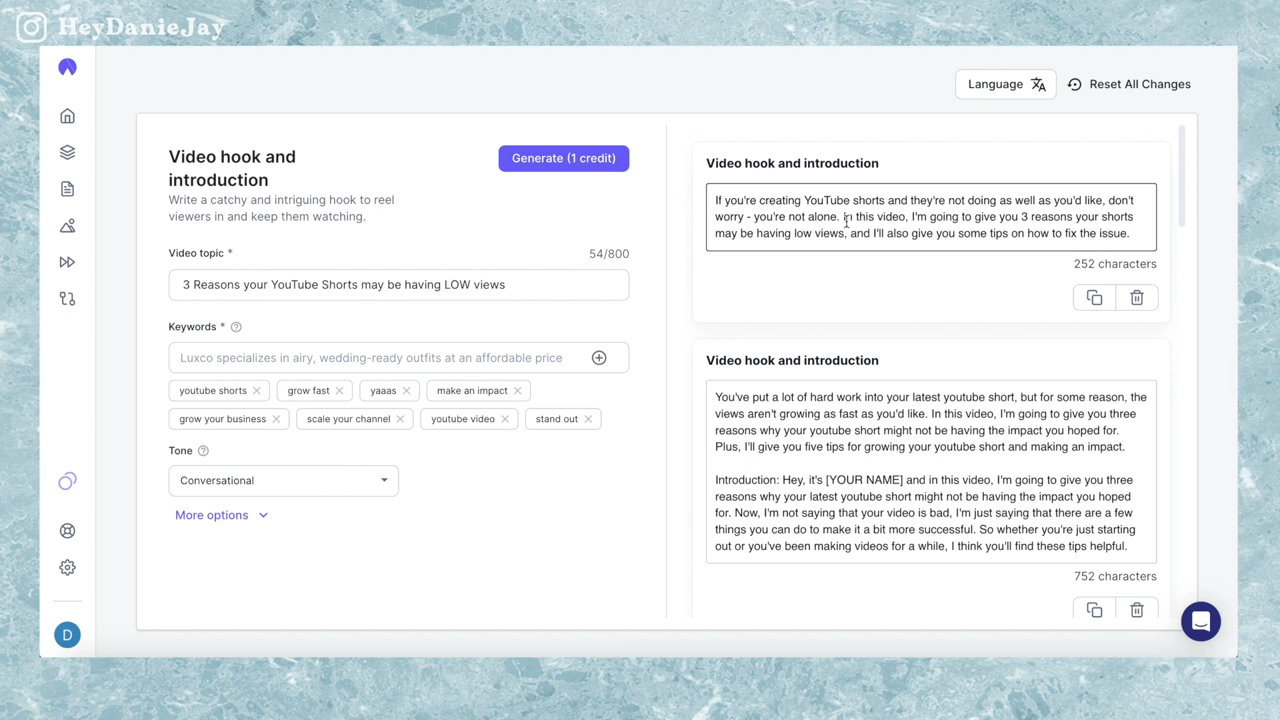 HeyDanieJay
Language
Reset All Changes
Video hook and
introduction
Generate (1 credit)
Write a catchy and intriguing hook to reel
viewers in and keep them watching.
Video topic *
54/800
3 Reasons your YouTube Shorts may be having LOW views
Keywords *
Luxco specializes in airy, wedding-ready outfits at an affordable price
youtube shorts
grow fast
yaaas
make an impact
grow your business
scale your channel
youtube video
stand out
Tone
Conversational
More options
D
Video hook and introduction
If you're creating YouTube shorts and they're not doing as well as you'd like, don't
worry - you're not alone. In this video, I'm going to give you 3 reasons your shorts
may be having low views, and I'll also give you some tips on how to fix the issue.
252 characters
Video hook and introduction
You've put a lot of hard work into your latest youtube short, but for some reason, the
views aren't growing as fast as you'd like. In this video, I'm going to give you three
reasons why your youtube short might not be having the impact you hoped for.
Plus, I'll give you five tips for growing your youtube short and making an impact.
Introduction: Hey, it's [YOUR NAME] and in this video, I'm going to give you three
reasons why your latest youtube short might not be having the impact you hoped
for. Now, I'm not saying that your video is bad, I'm just saying that there are a few
things you can do to make it a bit more successful. So whether you're just starting
out or you've been making videos for a while, I think you'll find these tips helpful.
752 characters